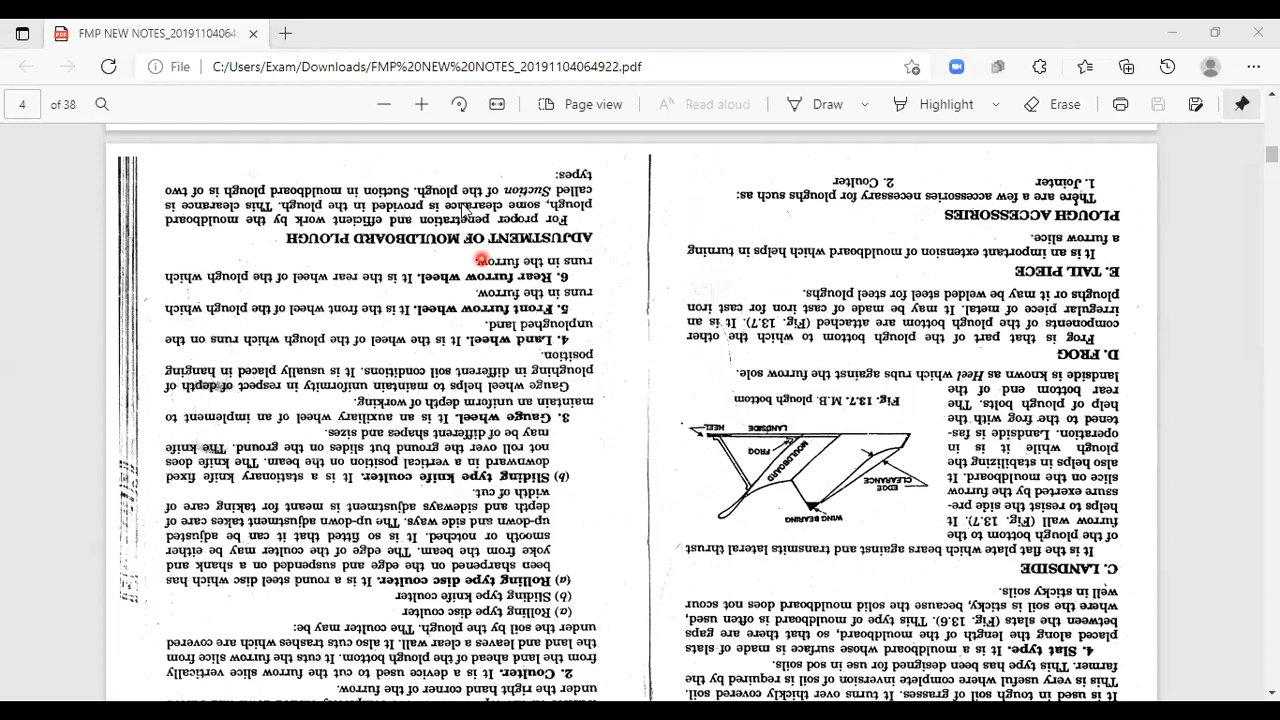 FMP NEW NOTES_20191104064
File
C:/Users/Exam/Downloads/FMP%20NEW%20NOTES_20191104064922.pdf
4
of 38
Page view
Read aloud
Draw
Highlight
Erase
It is used in tough soil of grasses. It turns over thickly covered soil.
This is very useful where complete inversion of soil is required by the
farmer. This type has been designed for use in sod soils.
4. Slat type. It is a mouldboard whose surface is made of slats
placed along the length of the mouldboard, so that there are gaps
between the slats (Fig. 13.6). This type of mouldboard is often used,
where the soil is sticky, because the solid mouldboard does not scour
well in sticky soils.
C. LANDSIDE
It is the flat plate which bears against and transmits lateral thrust
of the plough bottom to the
furrow wall (Fig. 13.7). It
helps to resist the side pre-
ssure exerted by the furrow
slice on the mouldboard. It
also helps in stabilizing the
plough while it is in
operation. Landside is fas-
tened to the frog with the
help of plough bolts. The
rear bottom end of the
landside is known as Heel which rubs against the furrow sole.
WING BEARING
EDGE
CLEARANCE
MOULDBOARD
FROG
LANDSIDE
HEEL
Fig. 13.7. M.B. plough bottom
D. FROG
Frog is that part of the plough bottom to which the other
components of the plough bottom are attached (Fig. 13.7). It is an
irregular piece of metal. It may be made of cast iron for cast iron
ploughs or it may be welded steel for steel ploughs.
E. TAIL PIECE
It is an important extension of mouldboard which helps in turning
a furrow slice.
PLOUGH ACCESSORIES
There are a few accessories necessary for ploughs such as:
1. Jointer 2. Coulter
under the right hand corner of the furrow.
2. Coulter. It is a device used to cut the furrow slice vertically
from the land ahead of the plough bottom. It cuts the furrow slice from
the land and leaves a clear wall. It also cuts trashes which are covered
under the soil by the plough. The coulter may be:
(a) Rolling type disc coulter
(b) Sliding type knife coulter
(a) Rolling type disc coulter. It is a round steel disc which has
been sharpened on the edge and suspended on a shank and
yoke from the beam. The edge of the coulter may be either
smooth or notched. It is so fitted that it can be adjusted
up-down and side ways. The up-down adjustment takes care of
depth and sideways adjustment is meant for taking care of
width of cut.
(b) Sliding type knife coulter. It is a stationary knife fixed
downward in a vertical position on the beam. The knife does
not roll over the ground but slides on the ground. The knife
may be of different shapes and sizes.
3. Gauge wheel. It is an auxiliary wheel of an implement to
maintain an uniform depth of working.
Gauge wheel helps to maintain uniformity in respect of depth of
ploughing in different soil conditions. It is usually placed in hanging
position.
4. Land wheel. It is the wheel of the plough which runs on the
unploughed land.
5. Front furrow wheel. It is the front wheel of the plough which
runs in the furrow.
6. Rear furrow wheel. It is the rear wheel of the plough which
runs in the furrow.
ADJUSTMENT OF MOULDBOARD PLOUGH
For proper penetration and efficient work by the mouldboard
plough, some clearance is provided in the plough. This clearance is
called Suction of the plough. Suction in mouldboard plough is of two
types: